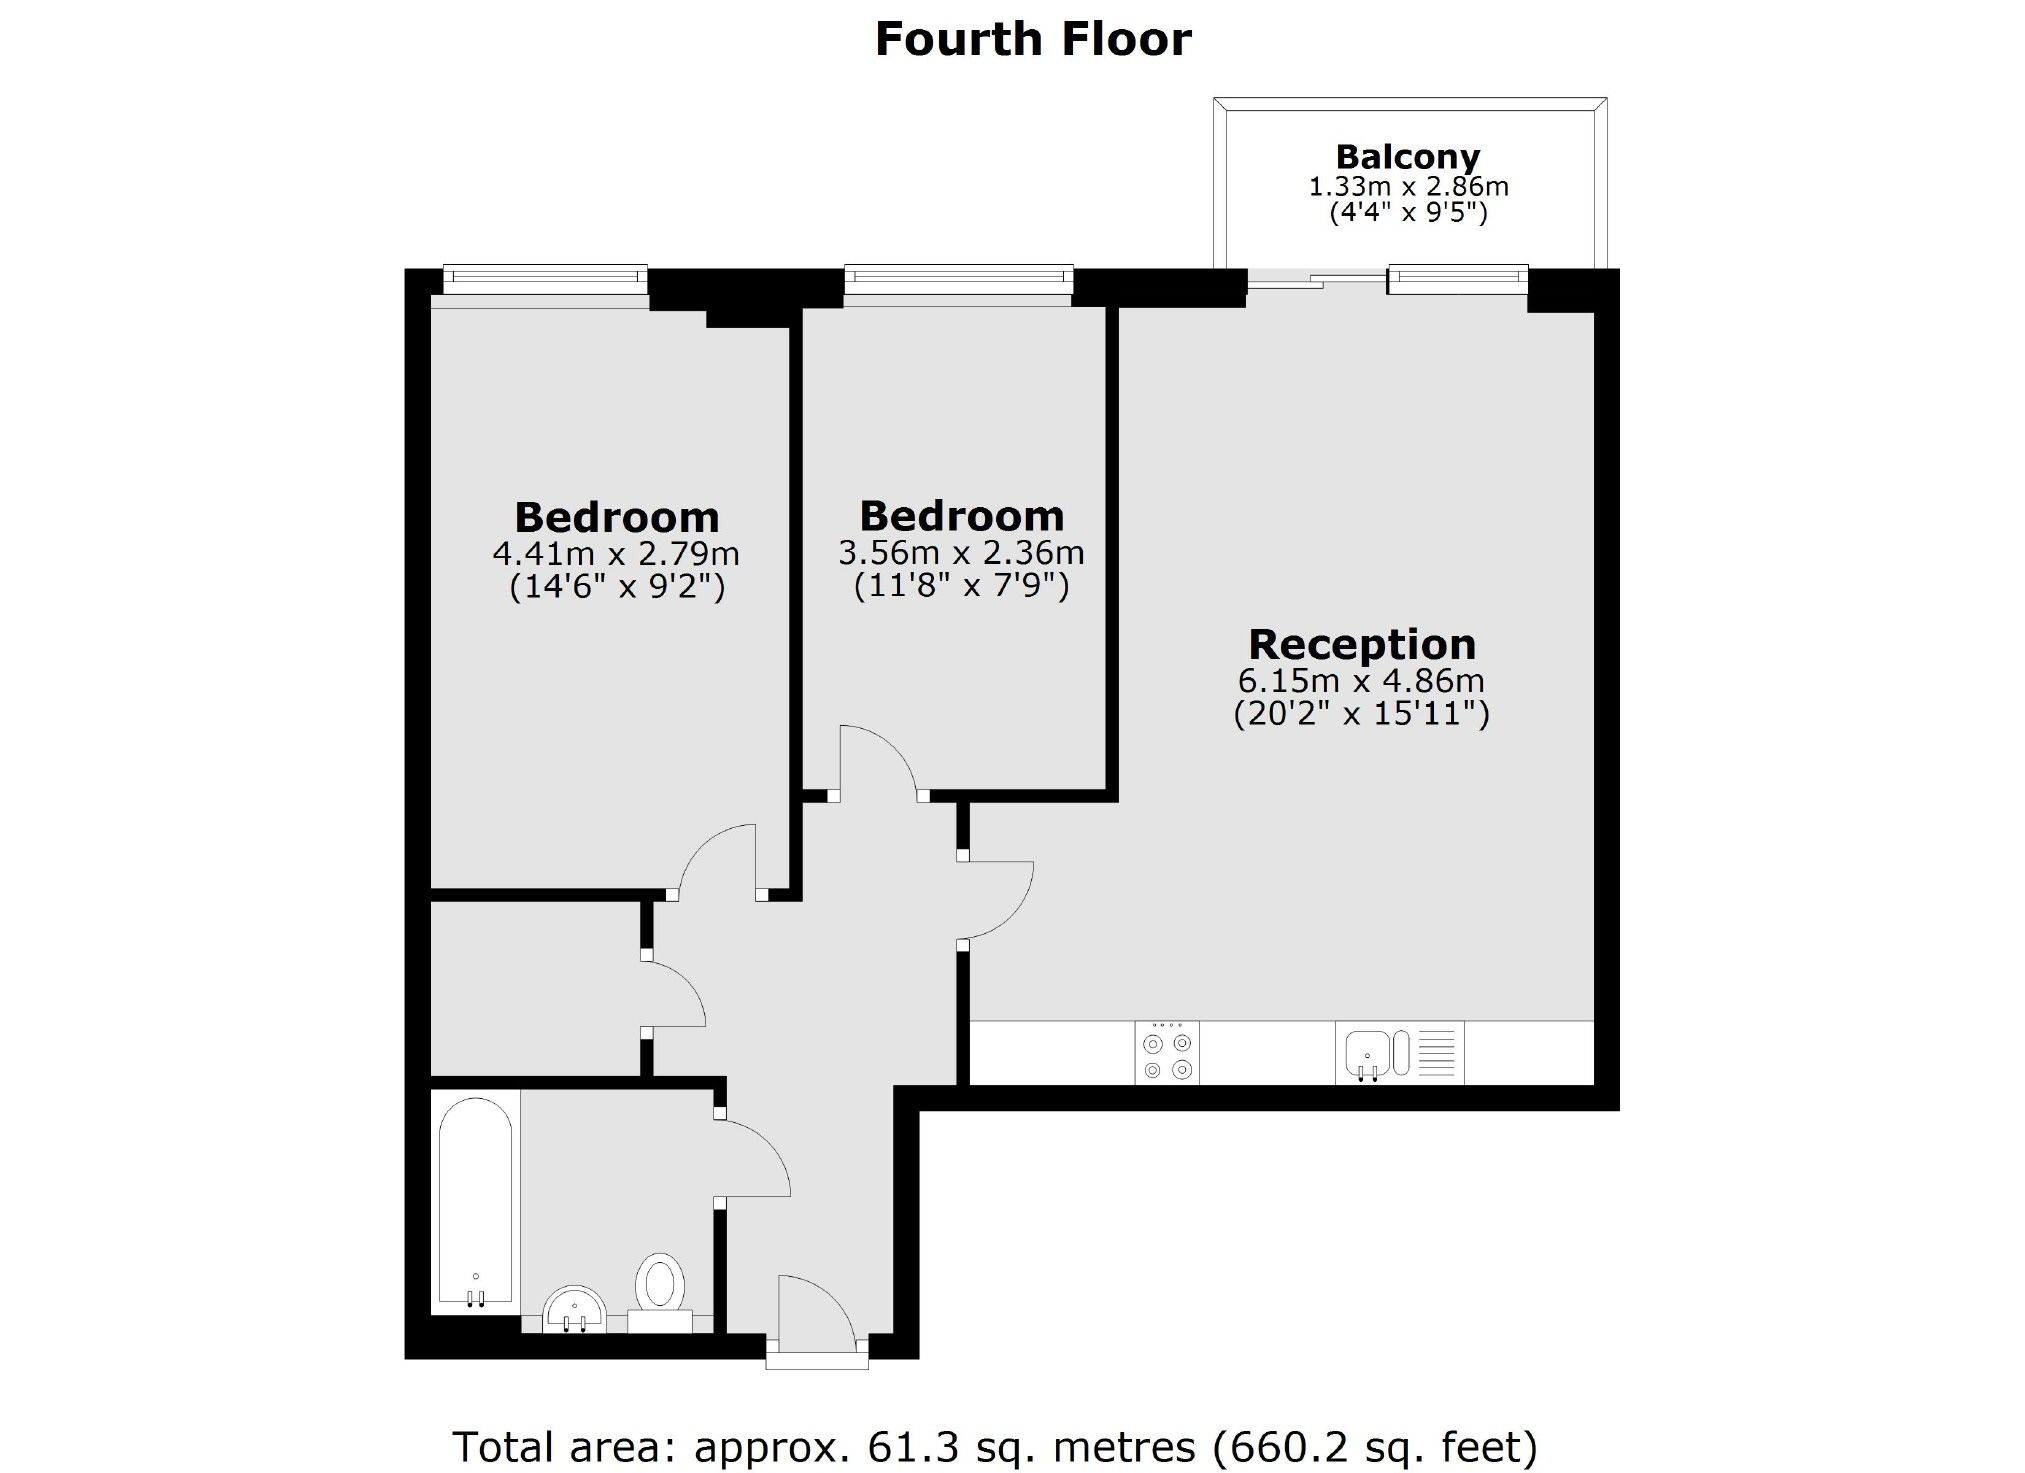 Fourth Floor
Balcony
1.33m x 2.86m
(4'4" x 9'5")
Bedroom
4.41m x 2.79m
(14'6" x 9'2")
Bedroom
3.56m x 2.36m
(11'8" x 7'9")
Reception
6.15m x 4.86m
(20'2" x 15'11")
Total area: approx. 61.3 sq. metres (660.2 sq. feet)